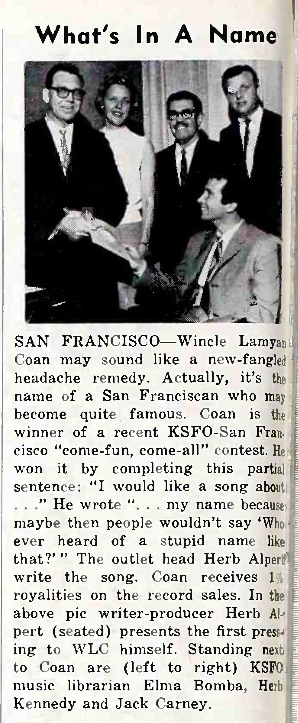 What's In A Name
SAN FRANCISCO—Wincle Lamyan
Coan may sound like a new-fangled
headache remedy. Actually, it's the
name of a San Franciscan who may
become quite famous. Coan is the
winner of a recent KSFO-San Fran-
cisco "come-fun, come-all" contest. He
won it by completing this partial
sentence: "I would like a song about
. . ." He wrote ". . . my name because
maybe then people wouldn't say 'Who
ever heard of a stupid name like
that?'" The outlet head Herb Alpert
write the song. Coan receives 1%
royalities on the record sales. In the
above pic writer-producer Herb Al-
pert (seated) presents the first press-
ing to WLC himself. Standing next
to Coan are (left to right) KSFO
music librarian Elma Bomba, Herb
Kennedy and Jack Carney.